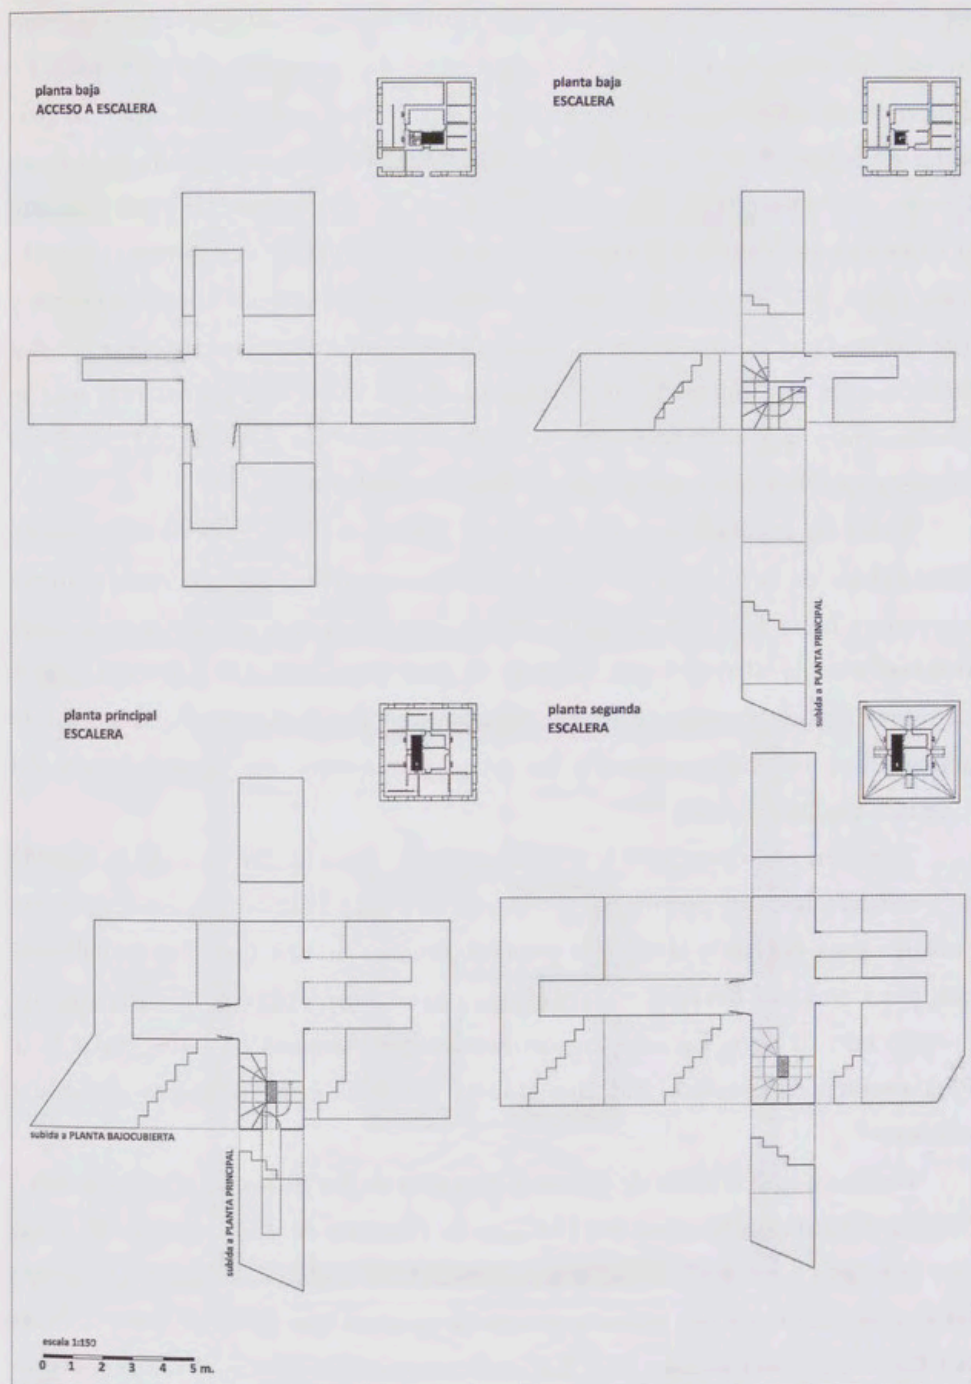 planta baja
ACCESO A ESCALERA
planta baja
ESCALERA
subida a PLANTA PRINCIPAL
planta principal
ESCALERA
planta segunda
ESCALERA
subida a PLANTA BAJOCUBIERTA
subida a PLANTA PRINCIPAL
escala 1:150
0 1 2 3 4 5 m.